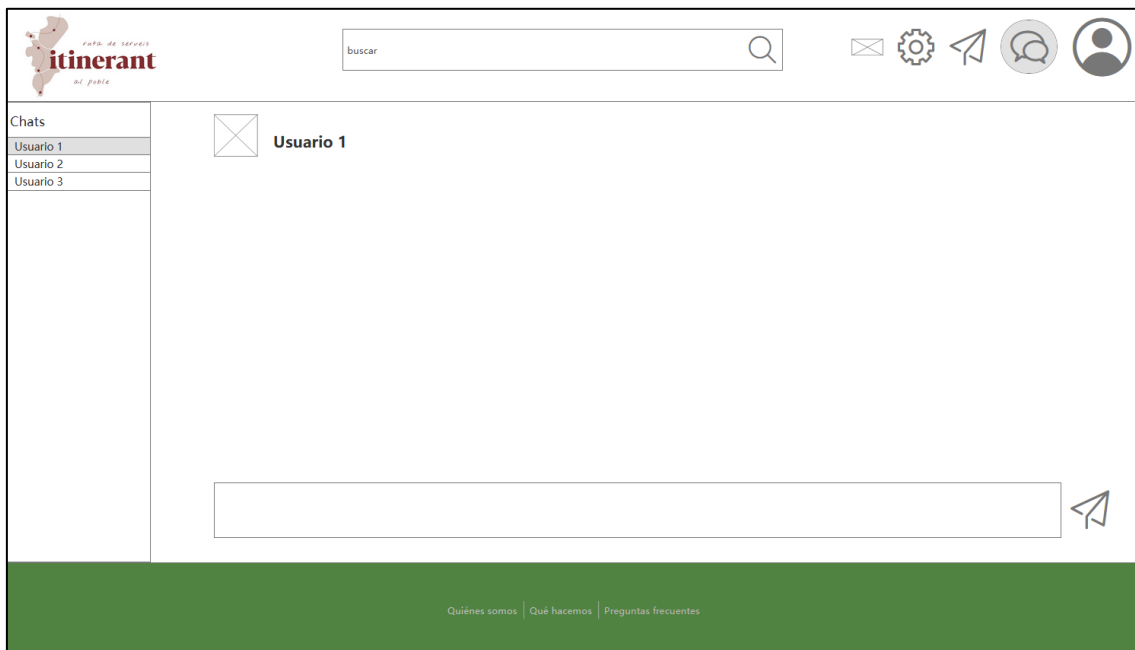 ruta de serveis
itinerant
al poble
buscar
Chats
Usuario 1
Usuario 2
Usuario 3
Usuario 1
Quiénes somos | Qué hacemos | Preguntas frecuentes